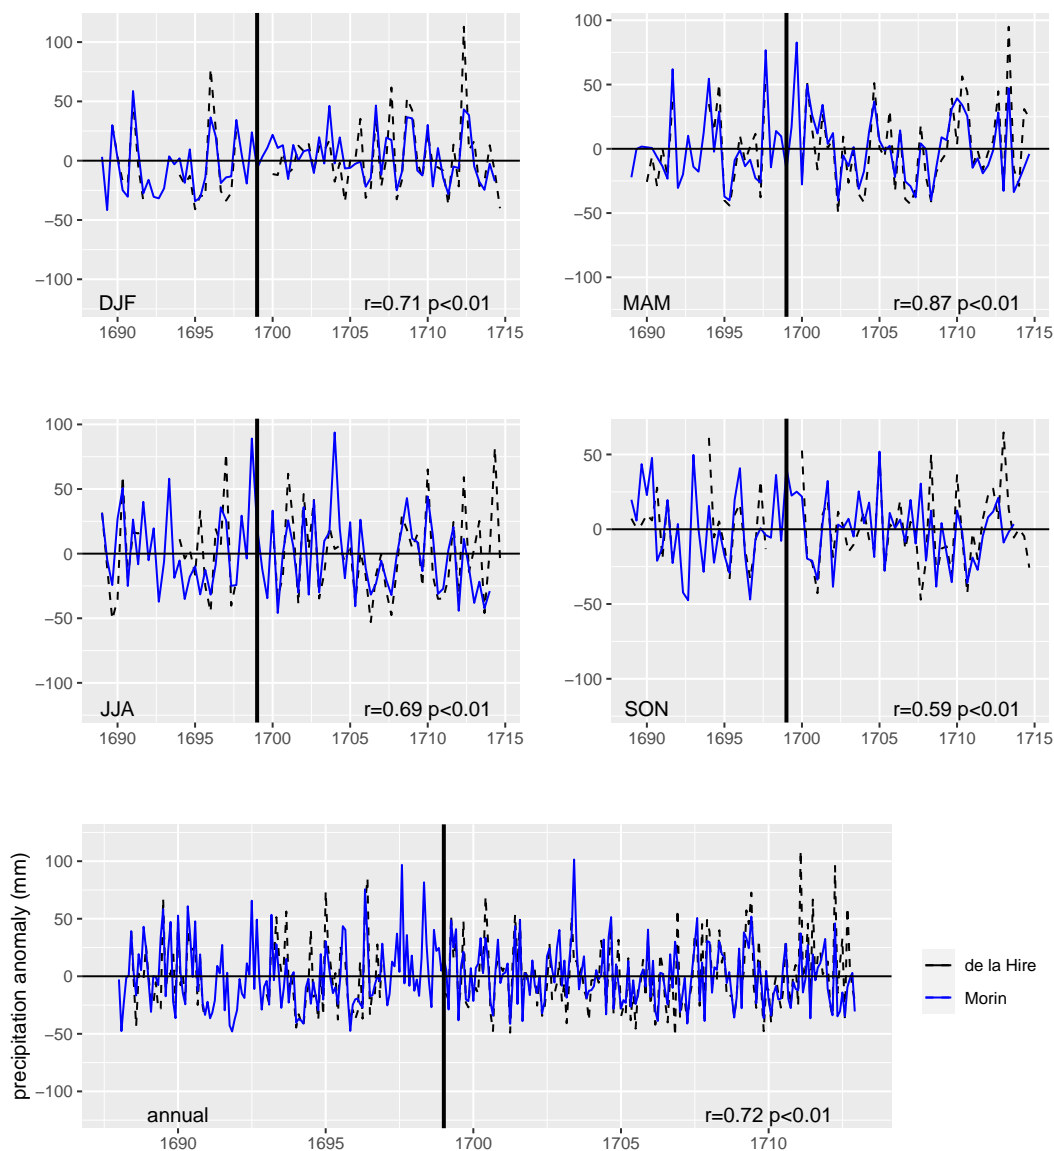 100
50
0
−50
−100
DJF
r=0.71 p<0.01
1690 1695 1700 1705 1710 1715
100
50
0
−50
−100
MAM
r=0.87 p<0.01
1690 1695 1700 1705 1710 1715
100
50
0
−50
−100
JJA
r=0.69 p<0.01
1690 1695 1700 1705 1710 1715
50
0
−50
−100
SON
r=0.59 p<0.01
1690 1695 1700 1705 1710 1715
precipitation anomaly (mm)
100
50
0
−50
−100
annual
r=0.72 p<0.01
1690 1695 1700 1705 1710
de la Hire
Morin